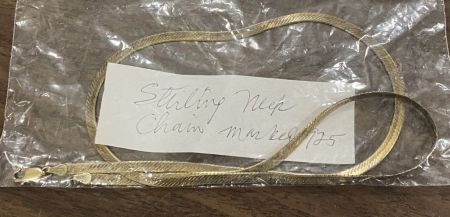 Sterling Neck
Chain marked 925